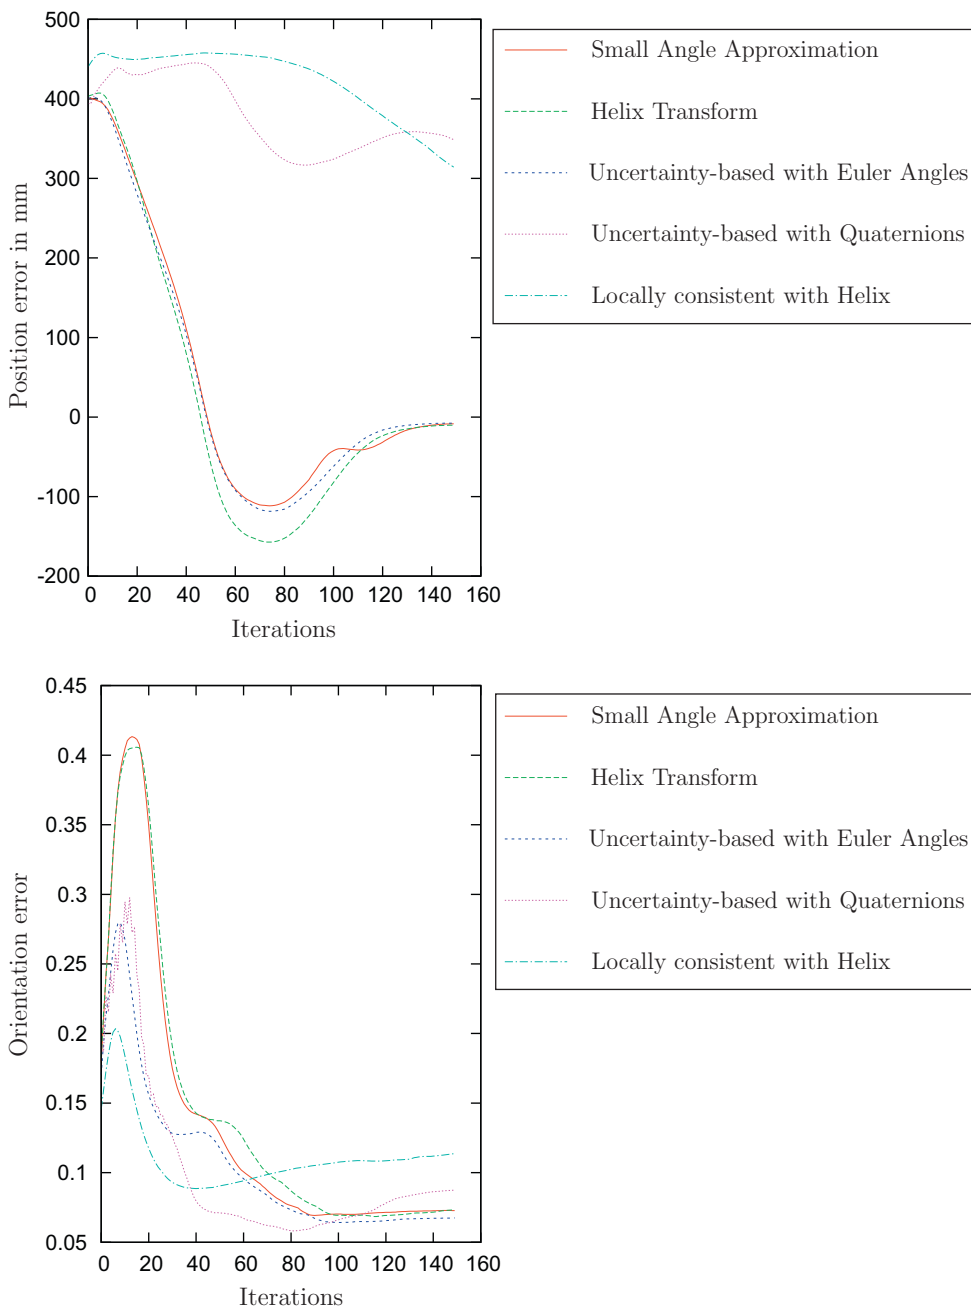 500
400
300
200
100
0
-100
-200
0 20 40 60 80 100 120 140 160
Position error in mm
Iterations
Small Angle Approximation
Helix Transform
Uncertainty-based with Euler Angles
Uncertainty-based with Quaternions
Locally consistent with Helix
0.45
0.4
0.35
0.3
0.25
0.2
0.15
0.1
0.05
0 20 40 60 80 100 120 140 160
Orientation error
Iterations
Small Angle Approximation
Helix Transform
Uncertainty-based with Euler Angles
Uncertainty-based with Quaternions
Locally consistent with Helix